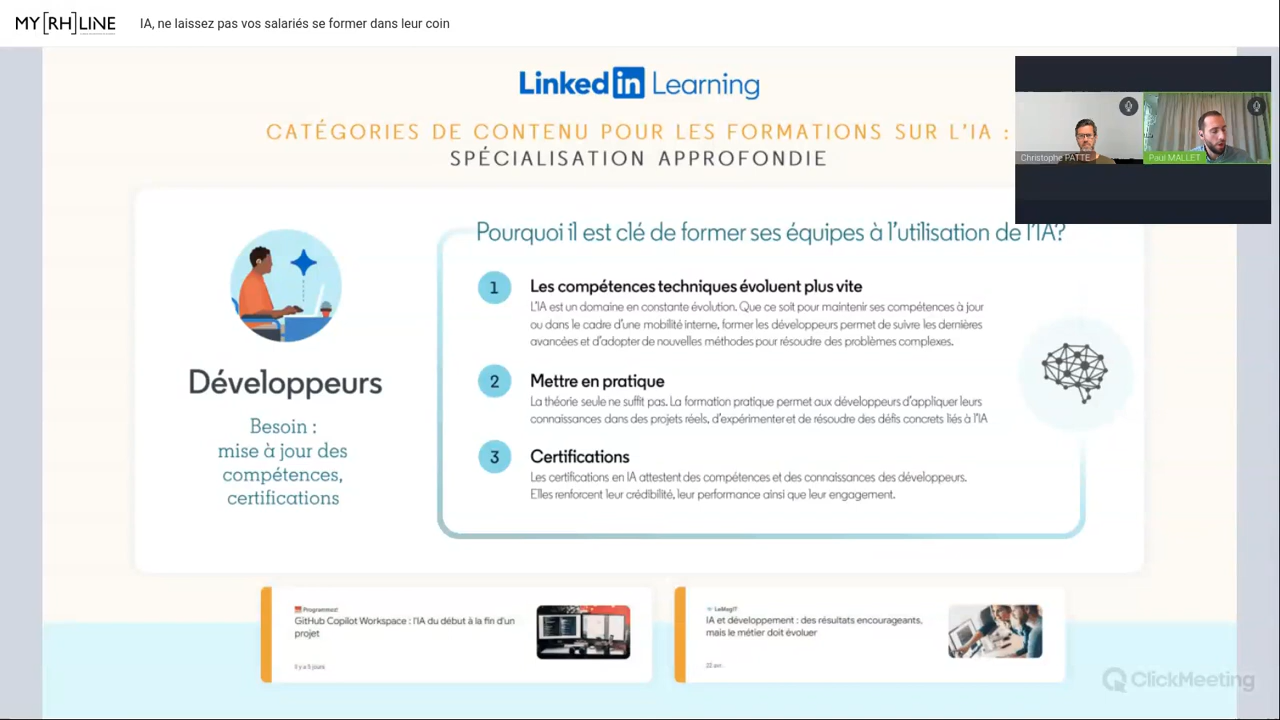 MY[RH]LINE
IA, ne laissez pas vos salariés se former dans leur coin
Linked in Learning
CATÉGORIES DE CONTENU POUR LES FORMATIONS SUR L'IA :
SPÉCIALISATION APPROFONDIE
Christophe PATTE
Paul MALLET
Développeurs
Besoin :
mise à jour des
compétences,
certifications
Pourquoi il est clé de former ses équipes à l'utilisation de l'IA?
1
Les compétences techniques évoluent plus vite
L'IA est un domaine en constante évolution. Que ce soit pour maintenir ses compétences à jour
ou dans le cadre d'une mobilité interne, former les développeurs permet de suivre les dernières
avancées et d'adopter de nouvelles méthodes pour résoudre des problèmes complexes.
2
Mettre en pratique
La théorie seule ne suffit pas. La formation pratique permet aux développeurs d'appliquer leurs
connaissances dans des projets réels, d'expérimenter et de résoudre des défis concrets liés à l'IA
3
Certifications
Les certifications en IA attestent des compétences et des connaissances des développeurs.
Elles renforcent leur crédibilité, leur performance ainsi que leur engagement.
Programmez!
GitHub Copilot Workspace : l'IA du début à la fin d'un
projet
Il y a 5 jours
LeMagIT
IA et développement : des résultats encourageants,
mais le métier doit évoluer
ClickMeeting